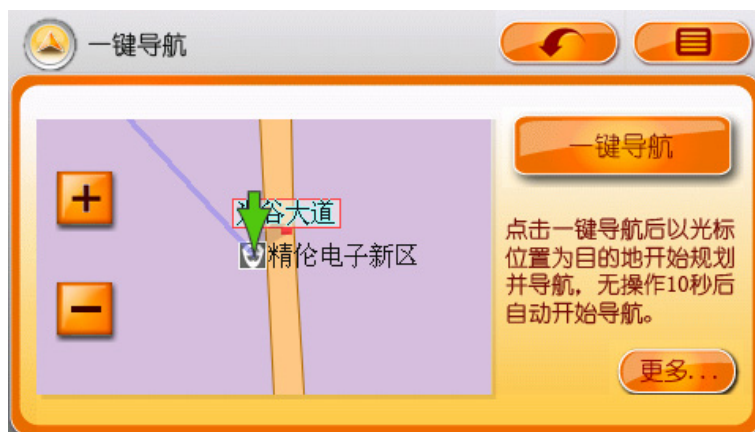 一键导航
一键导航
谷大道
精伦电子新区
点击一键导航后以光标
位置为目的地开始规划
并导航，无操作10秒后
自动开始导航。
更多...